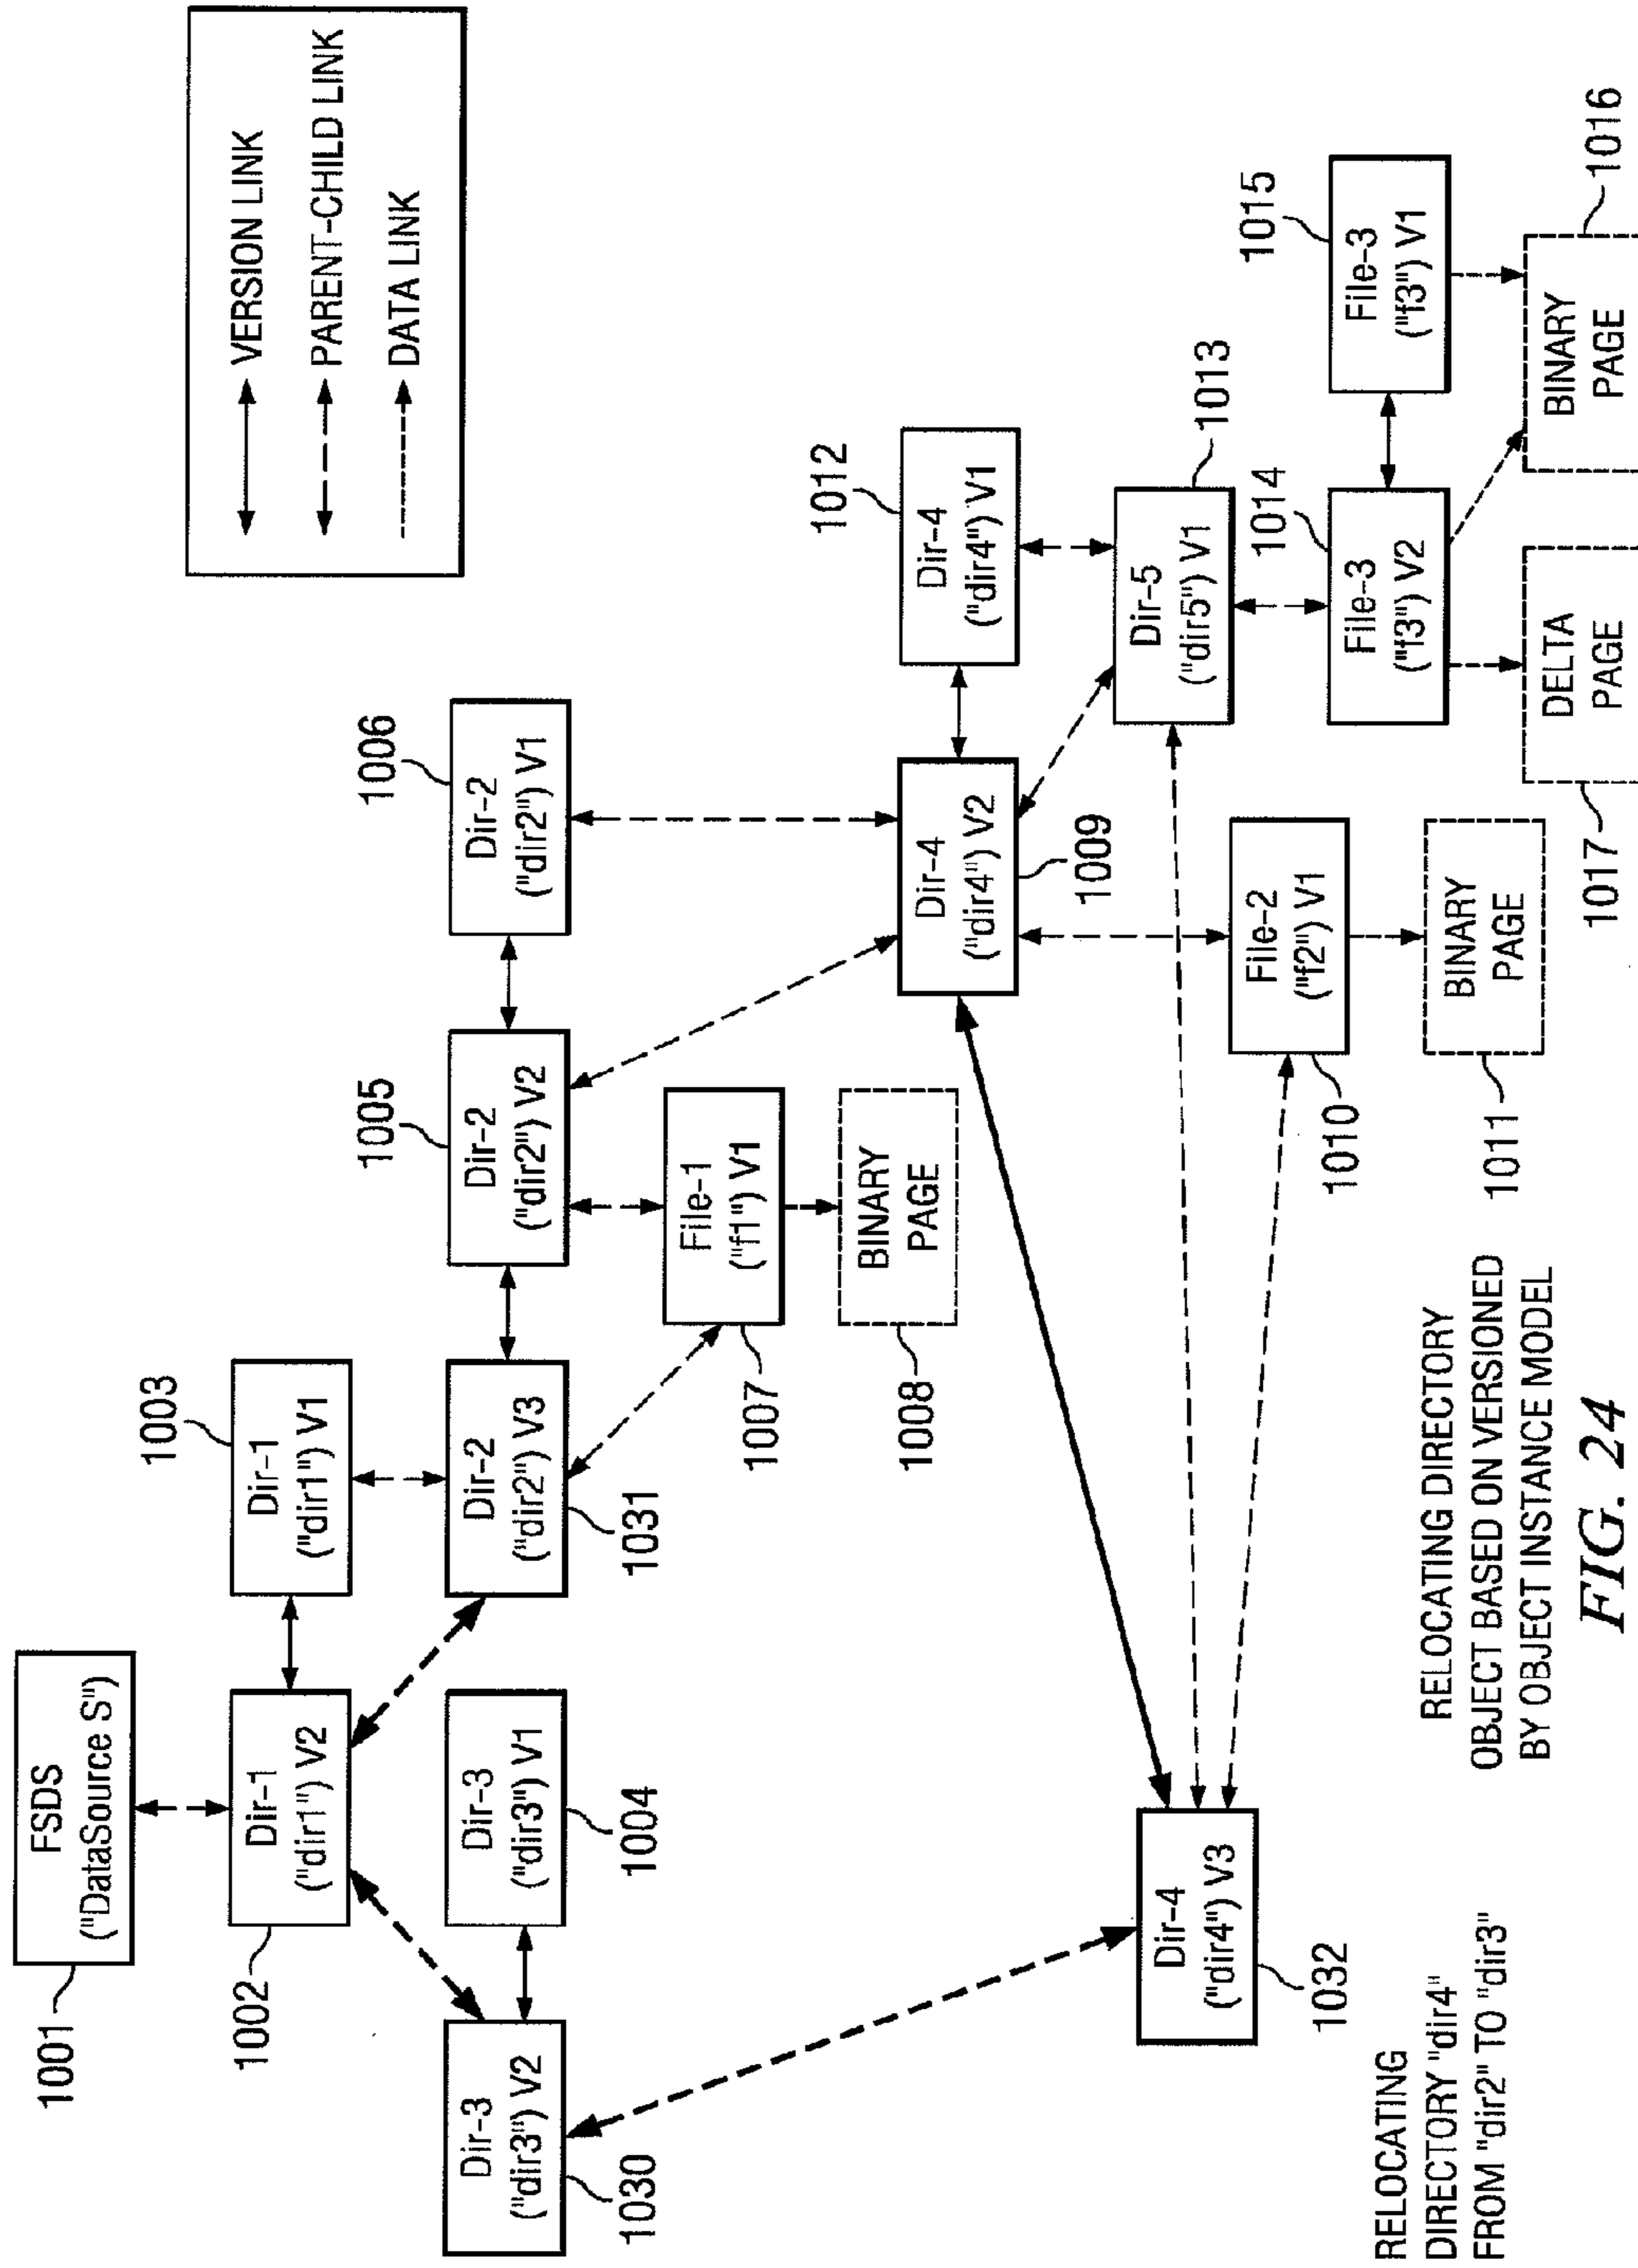 VERSION LINK
PARENT-CHILD LINK
DATA LINK
1001
FSDS
("DataSource S")
1002
Dir-1
("dir1") V2
1003
Dir-1
("dir1") V1
1030
Dir-3
("dir3") V2
Dir-3
("dir3") V1
1004
Dir-2
("dir2") V3
1031
1005
Dir-2
("dir2") V2
1006
Dir-2
("dir2") V1
File-1
("f1") V1
1007
BINARY
PAGE
1008
Dir-4
("dir4") V2
1009
1012
Dir-4
("dir4") V1
Dir-5
("dir5") V1
1013
Dir-4
("dir4") V3
1032
File-2
("f2") V1
1010
BINARY
PAGE
1011
1014
File-3
("f3") V2
1015
File-3
("f3") V1
DELTA
PAGE
1017
BINARY
PAGE
1016
RELOCATING
DIRECTORY "dir4"
FROM "dir2" TO "dir3"
RELOCATING DIRECTORY
OBJECT BASED ON VERSIONED
BY OBJECT INSTANCE MODEL
FIG. 24